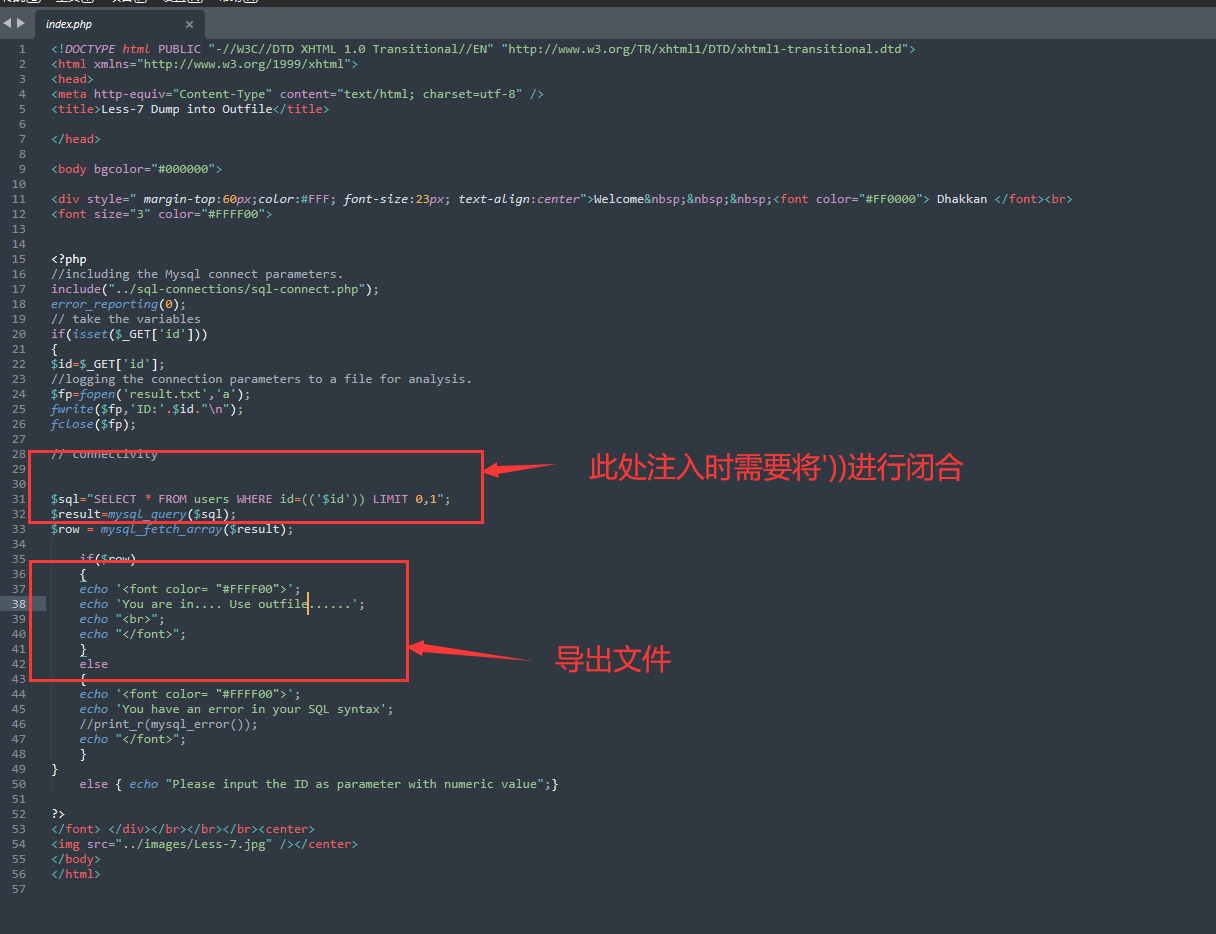 index.php
1 <!DOCTYPE html PUBLIC "-//W3C//DTD XHTML 1.0 Transitional//EN" "http://www.w3.org/TR/xhtml1/DTD/xhtml1-transitional.dtd">
2 <html xmlns="http://www.w3.org/1999/xhtml">
3 <head>
4 <meta http-equiv="Content-Type" content="text/html; charset=utf-8" />
5 <title>Less-7 Dump into Outfile</title>
6
7 </head>
8
9 <body bgcolor="#000000">
10
11 <div style=" margin-top:60px;color:#FFF; font-size:23px; text-align:center">Welcome&nbsp;&nbsp;&nbsp;<font color="#FF0000"> Dhakkan </font><br>
12 <font size="3" color="#FFFF00">
13
14
15 <?php
16 //including the Mysql connect parameters.
17 include("../sql-connections/sql-connect.php");
18 error_reporting(0);
19 // take the variables
20 if(isset($_GET['id']))
21 {
22 $id=$_GET['id'];
23 //logging the connection parameters to a file for analysis.
24 $fp=fopen('result.txt','a');
25 fwrite($fp,'ID:'.$id."\n");
26 fclose($fp);
27
28 // connectivity
此处注入时需要将'))进行闭合
29
30
31 $sql="SELECT * FROM users WHERE id=(('$id')) LIMIT 0,1";
32 $result=mysql_query($sql);
33 $row = mysql_fetch_array($result);
34
35 if($row)
36 {
37 echo '<font color= "#FFFF00">';
38 echo 'You are in.... Use outfile......';
39 echo "<br>";
40 echo "</font>";
41 }
导出文件
42 else
43 {
44 echo '<font color= "#FFFF00">';
45 echo 'You have an error in your SQL syntax';
46 //print_r(mysql_error());
47 echo "</font>";
48 }
49 }
50 else { echo "Please input the ID as parameter with numeric value";}
51
52 ?>
53 </font> </div></br></br></br><center>
54 <img src="../images/Less-7.jpg" /></center>
55 </body>
56 </html>
57